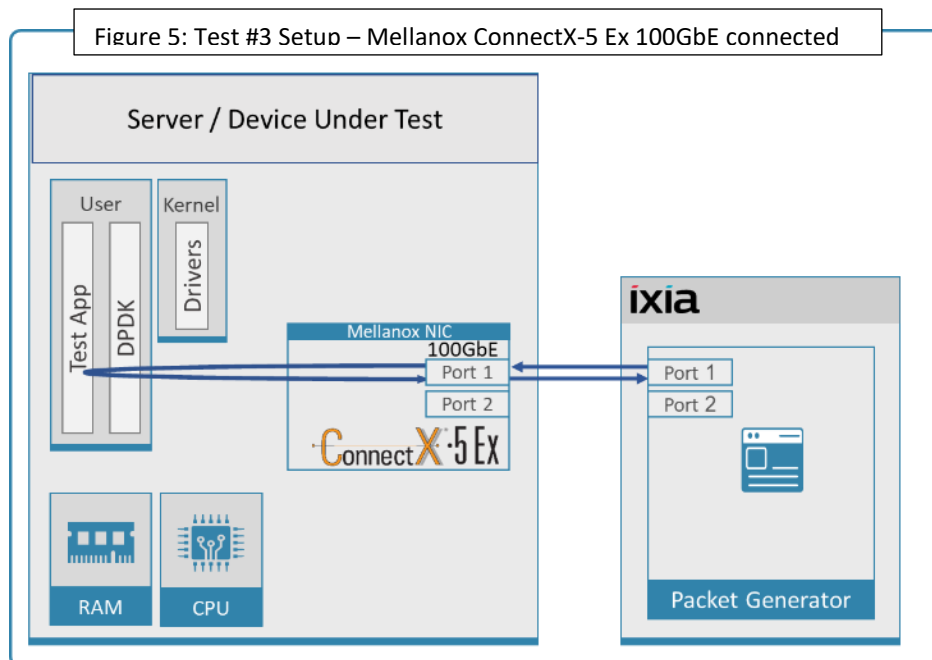 Figure 5: Test #3 Setup – Mellanox ConnectX-5 Ex 100GbE connected
Server / Device Under Test
User
Kernel
Test App
DPDK
Drivers
Mellanox NIC
100GbE
Port 1
Port 2
ConnectX·5 EX
RAM
CPU
ixia
Port 1
Port 2
Packet Generator